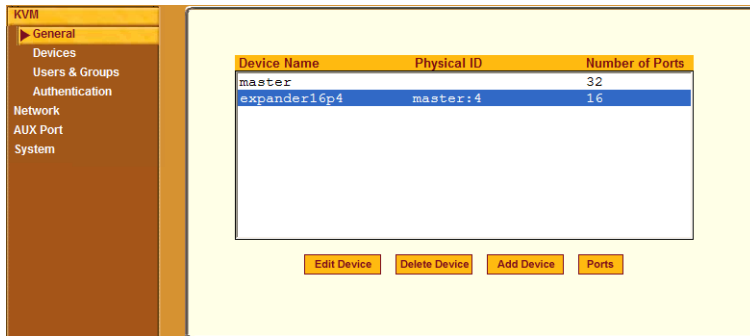 KVM
General
Devices
Users & Groups
Authentication
Network
AUX Port
System
Device Name Physical ID Number of Ports
master 32
expander16p4 master:4 16
Edit Device Delete Device Add Device Ports